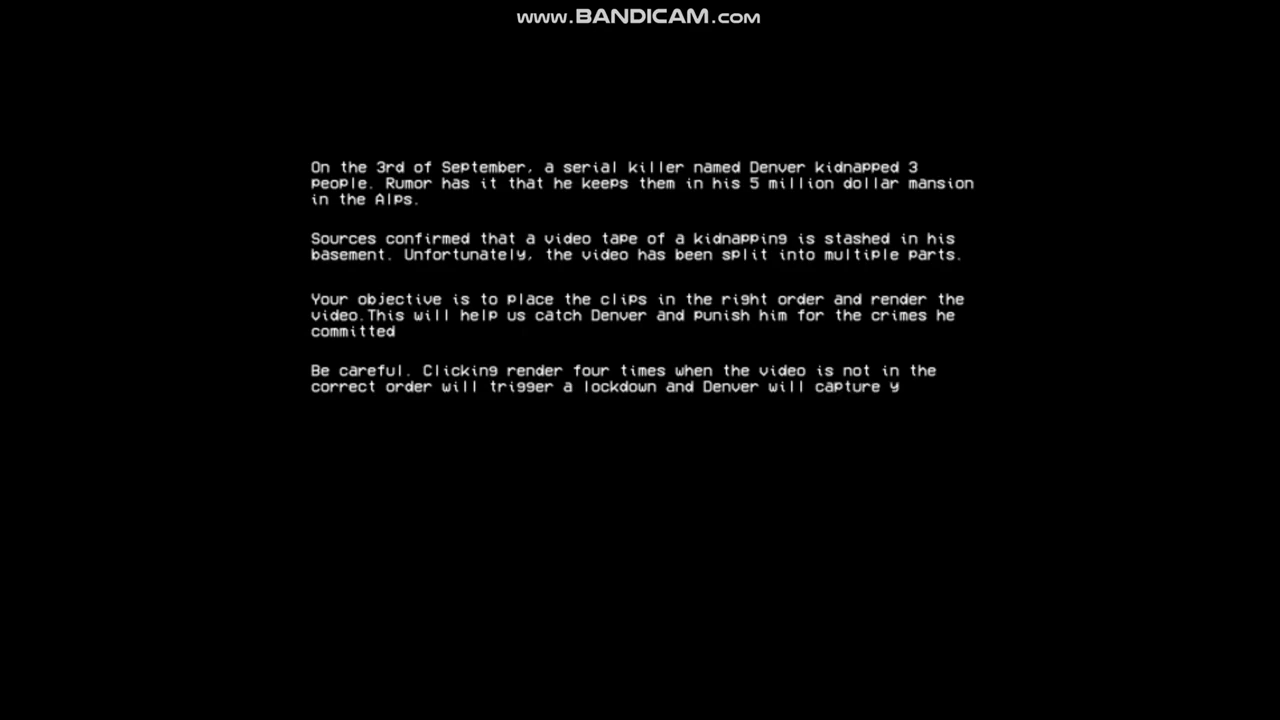 www.BANDICAM.com
On the 3rd of September, a serial killer named Denver kidnapped 3
people. Rumor has it that he keeps them in his 5 million dollar mansion
in the Alps.
Sources confirmed that a video tape of a kidnapping is stashed in his
basement. Unfortunately, the video has been split into multiple parts.
Your objective is to place the clips in the right order and render the
video.This will help us catch Denver and punish him for the crimes he
committed
Be careful. Clicking render four times when the video is not in the
correct order will trigger a lockdown and Denver will capture y